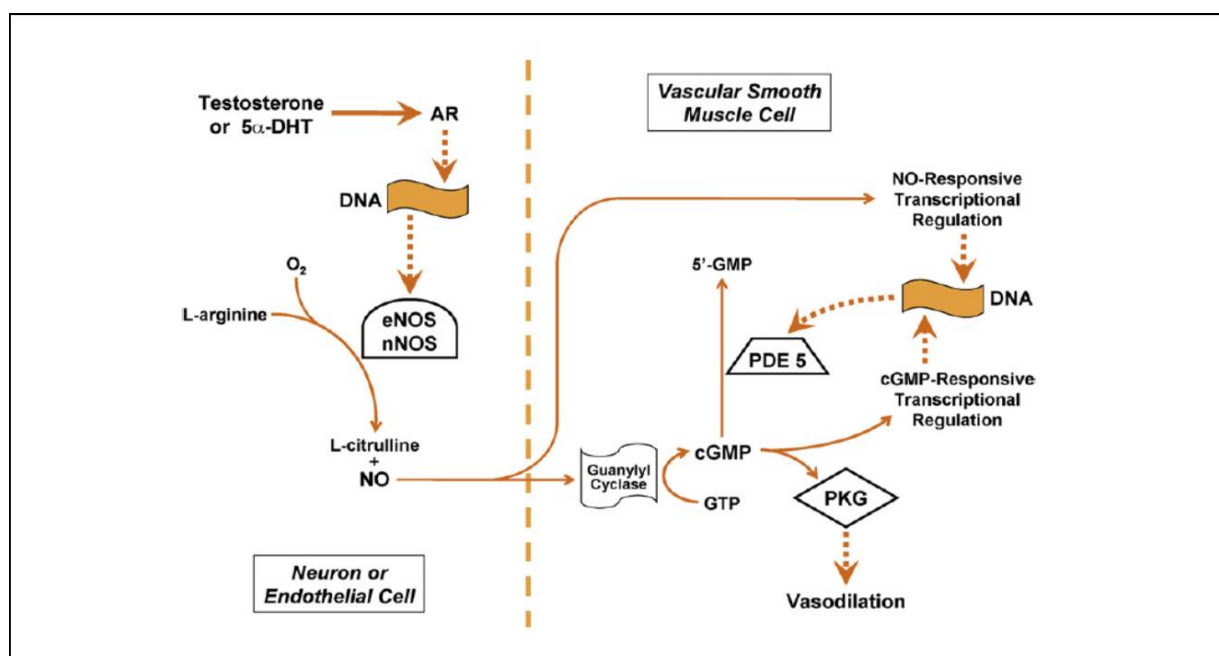 Testosterone
or 5α-DHT
AR
DNA
O₂
L-arginine
eNOS
nNOS
L-citrulline
+
NO
Neuron or
Endothelial Cell
Vascular Smooth
Muscle Cell
NO-Responsive
Transcriptional
Regulation
5’-GMP
DNA
PDE 5
cGMP-Responsive
Transcriptional
Regulation
cGMP
Guanylyl
Cyclase
GTP
PKG
Vasodilation